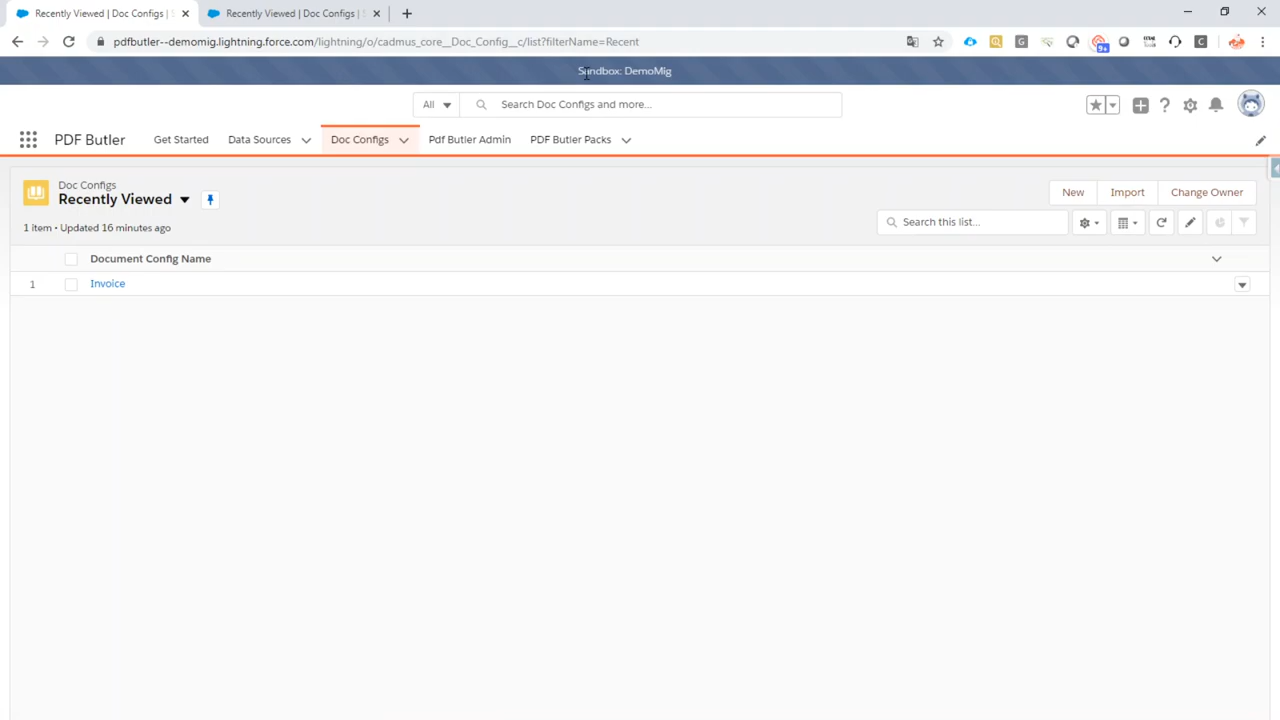 Recently Viewed | Doc Configs |
Recently Viewed | Doc Configs |
pdfbutler--demomig.lightning.force.com/lightning/o/cadmus_core__Doc_Config__c/list?filterName=Recent
G
9+
C
Sandbox: DemoMig
All
Search Doc Configs and more...
PDF Butler
Get Started
Data Sources
Doc Configs
Pdf Butler Admin
PDF Butler Packs
Doc Configs
Recently Viewed
New
Import
Change Owner
1 item • Updated 16 minutes ago
Search this list...
Document Config Name
1
Invoice